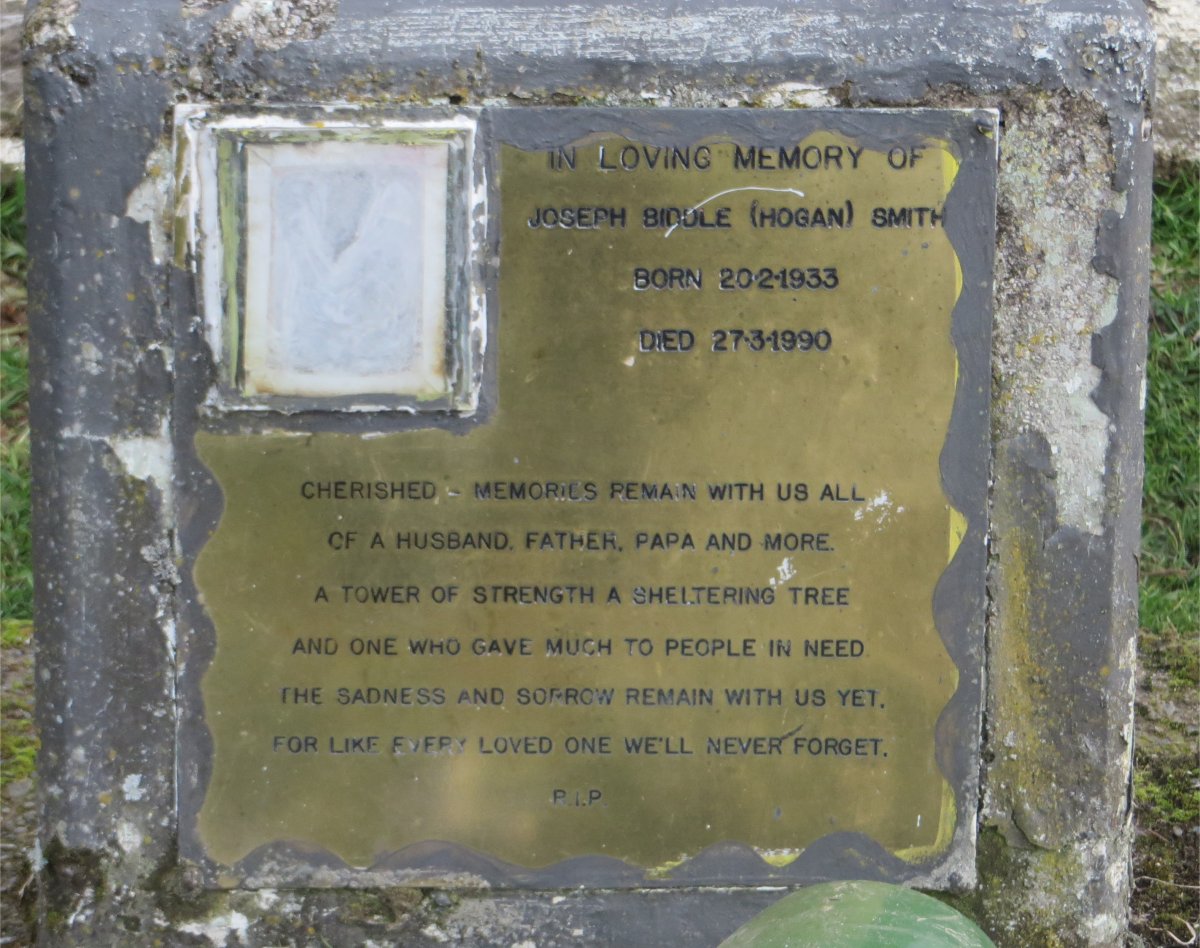 IN LOVING MEMORY OF
JOSEPH BIDDLE (HOGAN) SMITH
BORN 20·2·1933
DIED 27·3·1990
CHERISHED - MEMORIES REMAIN WITH US ALL
OF A HUSBAND, FATHER, PAPA AND MORE.
A TOWER OF STRENGTH A SHELTERING TREE
AND ONE WHO GAVE MUCH TO PEOPLE IN NEED
THE SADNESS AND SORROW REMAIN WITH US YET.
FOR LIKE EVERY LOVED ONE WE'LL NEVER FORGET.
R.I.P.